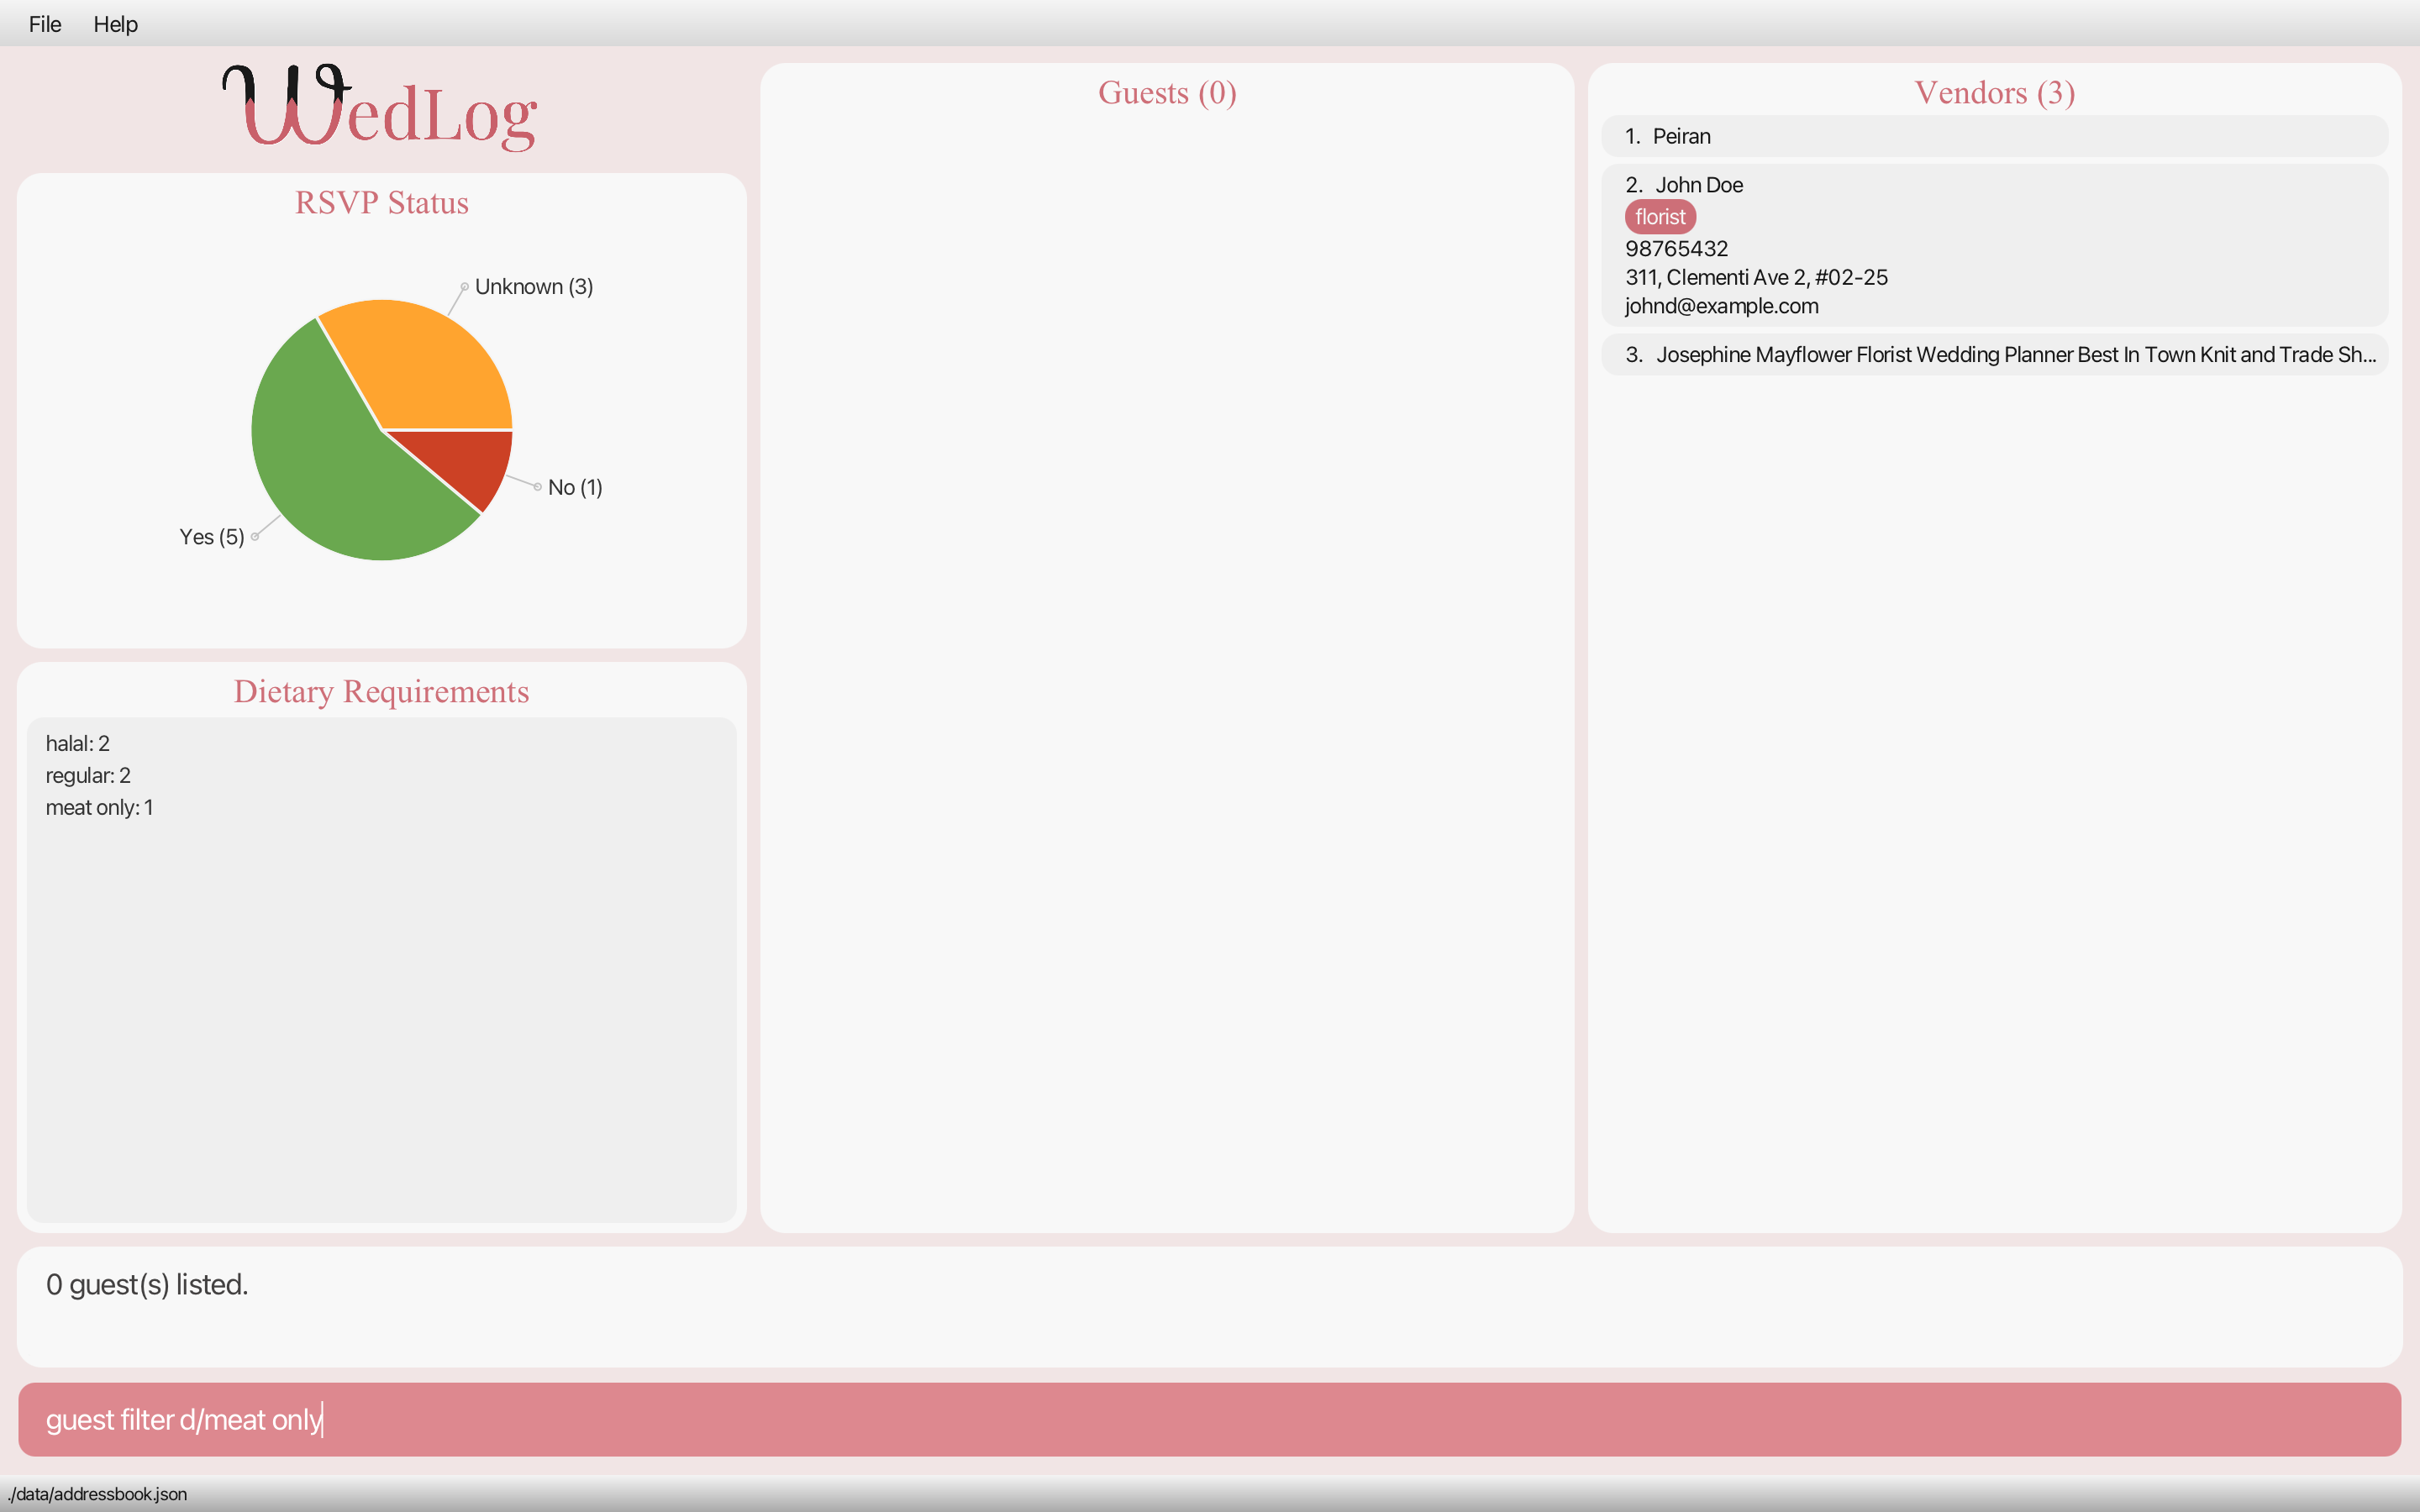 File Help
WedLog
RSVP Status
Unknown (3)
No (1)
Yes (5)
Dietary Requirements
halal: 2
regular: 2
meat only: 1
Guests (0)
Vendors (3)
1. Peiran
2. John Doe
florist
98765432
311, Clementi Ave 2, #02-25
johnd@example.com
3. Josephine Mayflower Florist Wedding Planner Best In Town Knit and Trade Sh...
0 guest(s) listed.
guest filter d/meat only
./data/addressbook.json